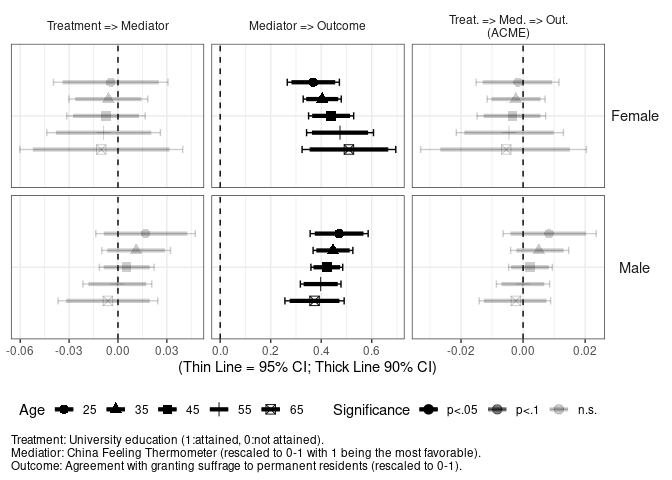 Treatment => Mediator
Mediator => Outcome
Treat. => Med. => Out.
(ACME)
Female
Male
-0.06 -0.03 0.00 0.03
0.0 0.2 0.4 0.6
-0.02 0.00 0.02
(Thin Line = 95% CI; Thick Line 90% CI)
Age 25 35 45 55 65 Significance p<.05 p<.1 n.s.
Treatment: University education (1:attained, 0:not attained).
Mediatior: China Feeling Thermometer (rescaled to 0-1 with 1 being the most favorable).
Outcome: Agreement with granting suffrage to permanent residents (rescaled to 0-1).